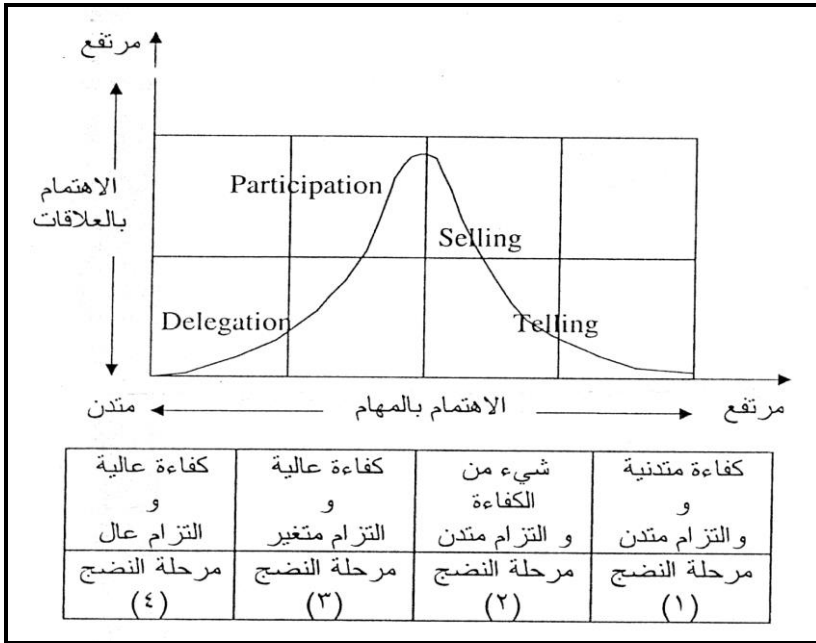 مرتفع
الاهتمام
بالعلاقات
Participation
Selling
Delegation
Telling
متدن
الاهتمام بالمهام
مرتفع
كفاءة متدنية
و
و التزام متدن
مرحلة النضج
(١)
شيء من
الكفاءة
و التزام متدن
مرحلة النضج
(٢)
كفاءة عالية
و
التزام متغير
مرحلة النضج
(٣)
كفاءة عالية
و
التزام عال
مرحلة النضج
(٤)